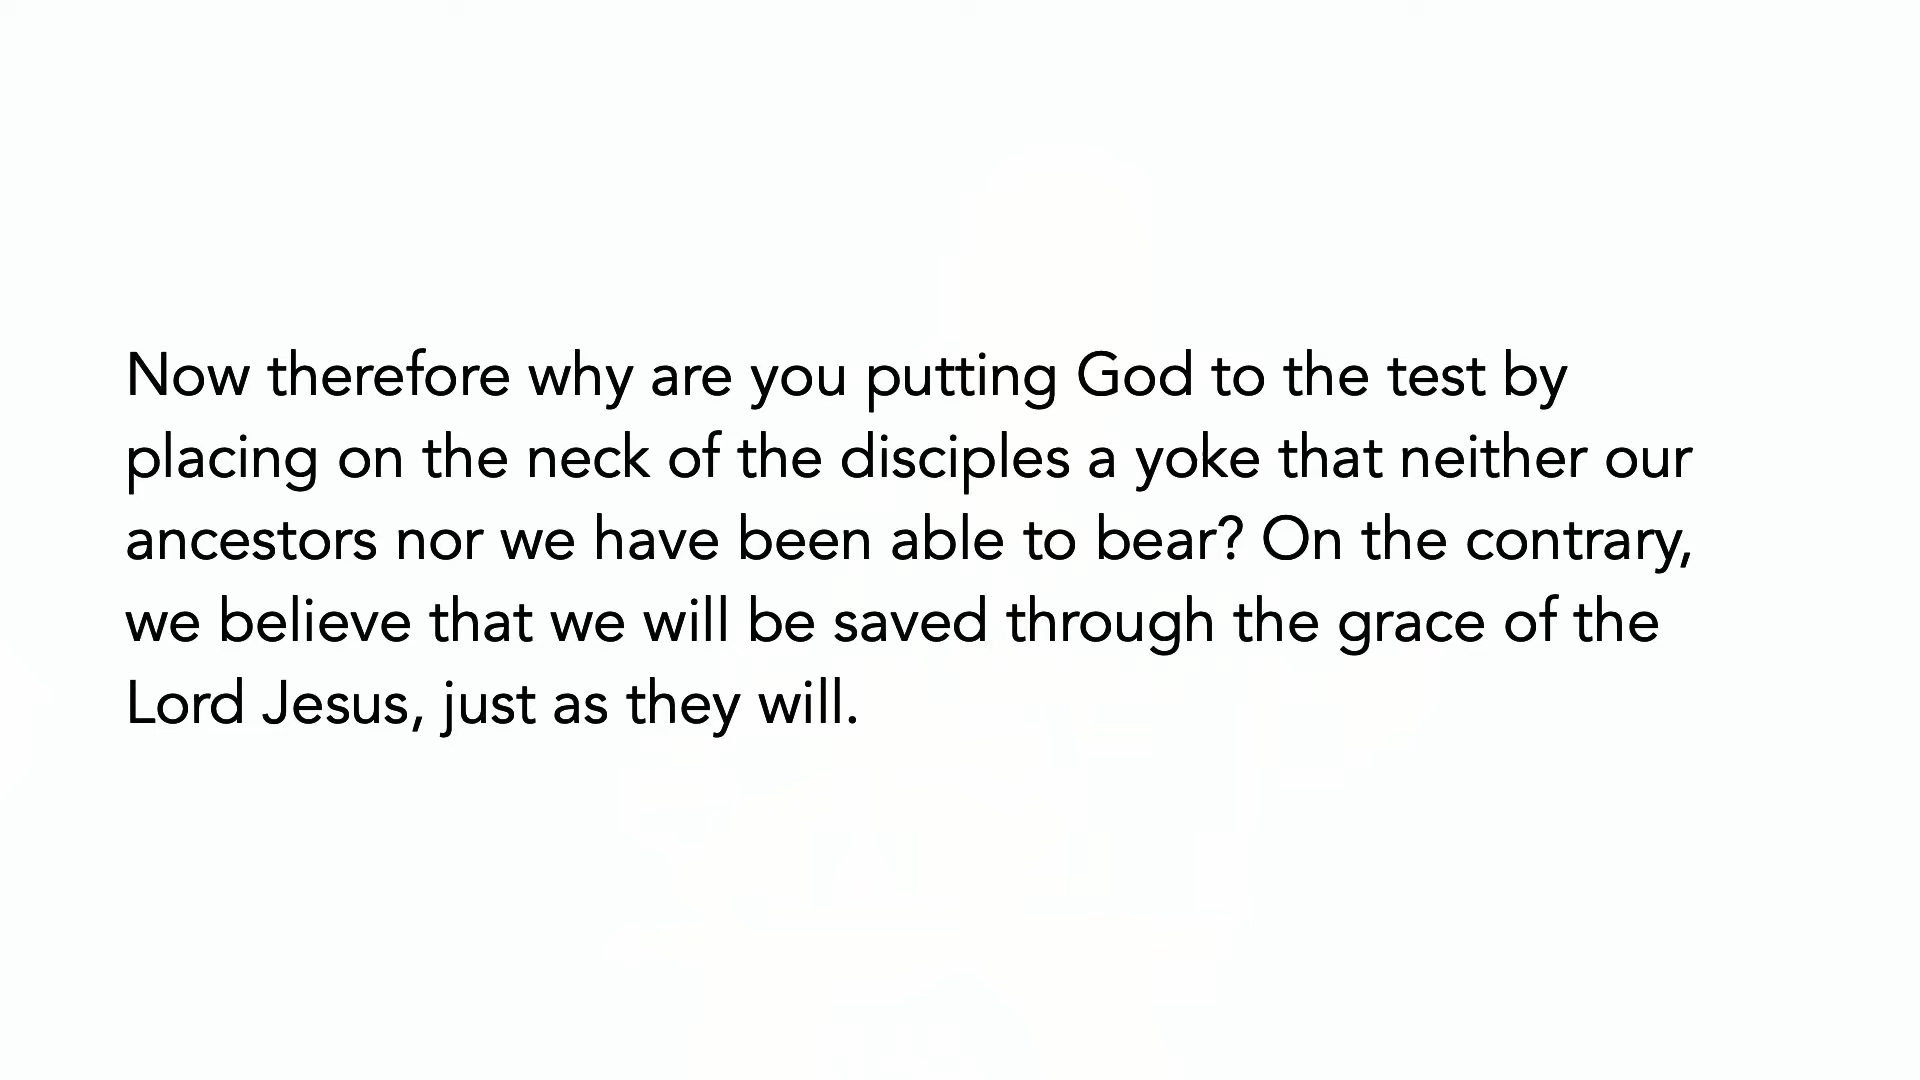 Now therefore why are you putting God to the test by
placing on the neck of the disciples a yoke that neither our
ancestors nor we have been able to bear? On the contrary,
we believe that we will be saved through the grace of the
Lord Jesus, just as they will.